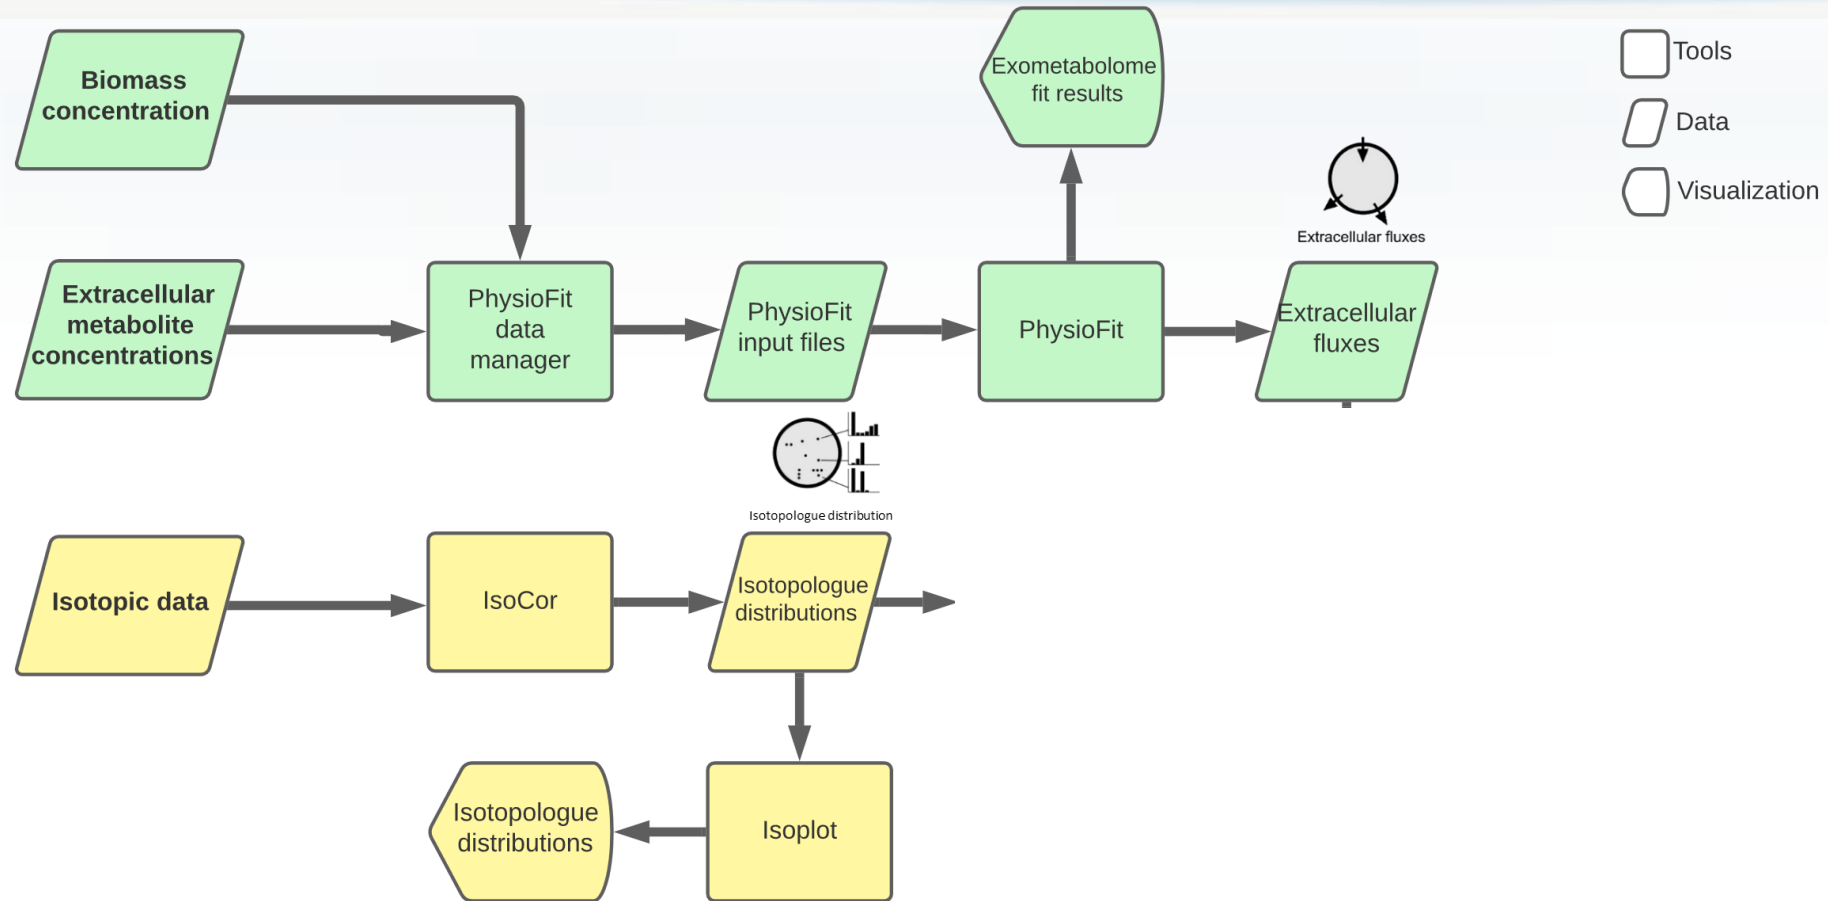 Biomass
concentration
Exometabolome
fit results
Tools
Data
Visualization
Extracellular fluxes
Extracellular
metabolite
concentrations
PhysioFit
data
manager
PhysioFit
input files
PhysioFit
Extracellular
fluxes
Isotopologue distribution
Isotopic data
IsoCor
Isotopologue
distributions
Isotopologue
distributions
Isoplot